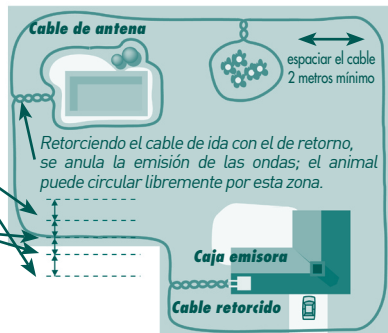 Cable de antena
espaciar el cable
2 metros mínimo
Retorciendo el cable de ida con el de retorno,
se anula la emisión de las ondas; el animal
puede circular libremente por esta zona.
Caja emisora
Cable retorcido